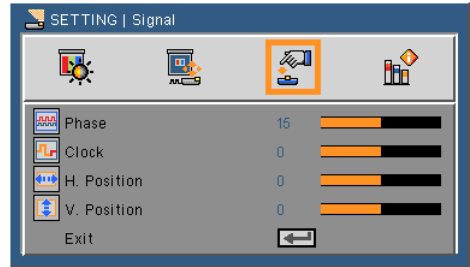 SETTING | Signal
Phase 15
Clock 0
H. Position 0
V. Position 0
Exit